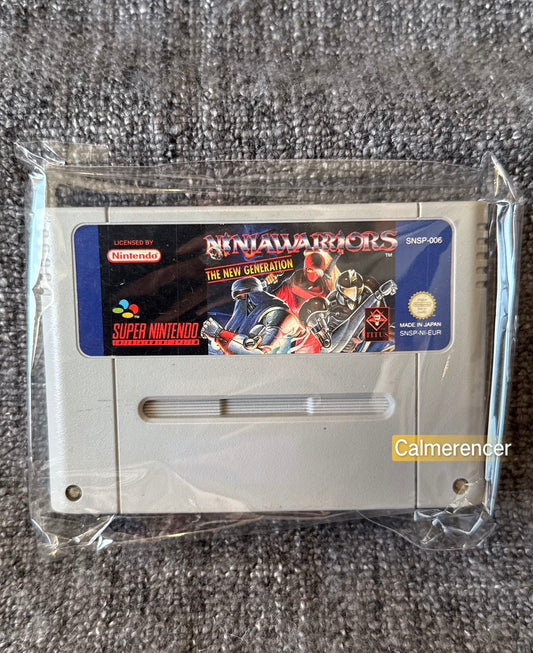 LICENSED BY
Nintendo
NINJAWARRIORS
TM
THE NEW GENERATION
SNSP-006
SUPER NINTENDO
ENTERTAINMENT SYSTEM
TITUS
MADE IN JAPAN
SNSP-NI-EUR
Calmerencer